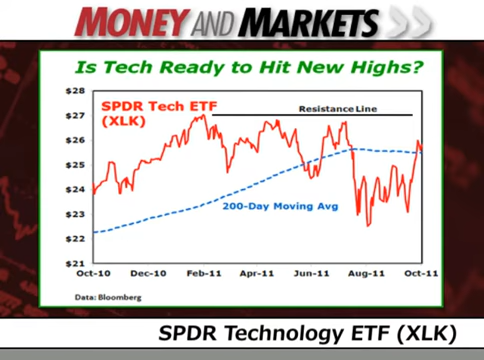 MONEY AND MARKETS
Is Tech Ready to Hit New Highs?
$28
$27
$26
$25
$24
$23
$22
$21
SPDR Tech ETF
(XLK)
Resistance Line
200-Day Moving Avg
Oct-10 Dec-10 Feb-11 Apr-11 Jun-11 Aug-11 Oct-11
Data: Bloomberg
SPDR Technology ETF (XLK)